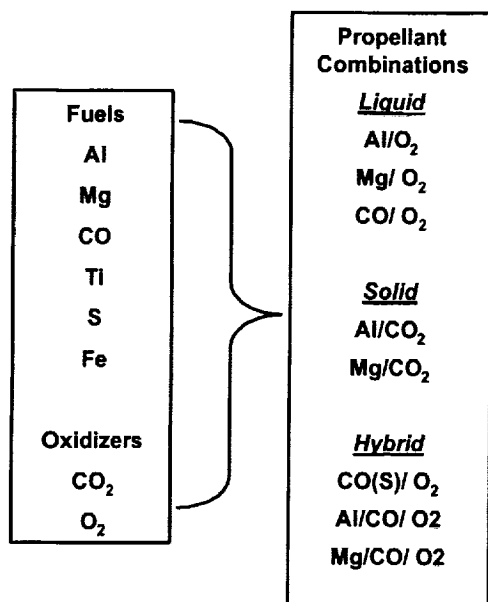 Fuels
Al
Mg
CO
Ti
S
Fe
Oxidizers
CO₂
O₂
Propellant
Combinations
Liquid
Al/O₂
Mg/ O₂
CO/ O₂
Solid
Al/CO₂
Mg/CO₂
Hybrid
CO(S)/ O₂
Al/CO/ O2
Mg/CO/ O2